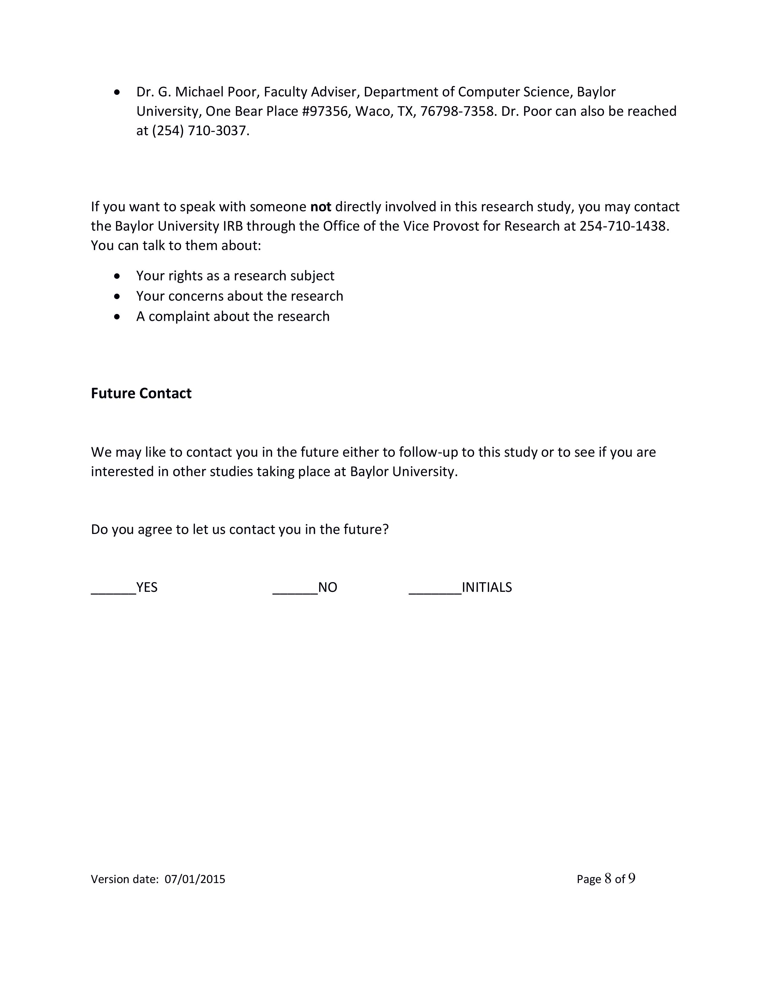 • Dr. G. Michael Poor, Faculty Adviser, Department of Computer Science, Baylor
University, One Bear Place #97356, Waco, TX, 76798-7358. Dr. Poor can also be reached
at (254) 710-3037.
If you want to speak with someone not directly involved in this research study, you may contact
the Baylor University IRB through the Office of the Vice Provost for Research at 254-710-1438.
You can talk to them about:
• Your rights as a research subject
• Your concerns about the research
• A complaint about the research
Future Contact
We may like to contact you in the future either to follow-up to this study or to see if you are
interested in other studies taking place at Baylor University.
Do you agree to let us contact you in the future?
______YES ______NO _______INITIALS
Version date: 07/01/2015 Page 8 of 9